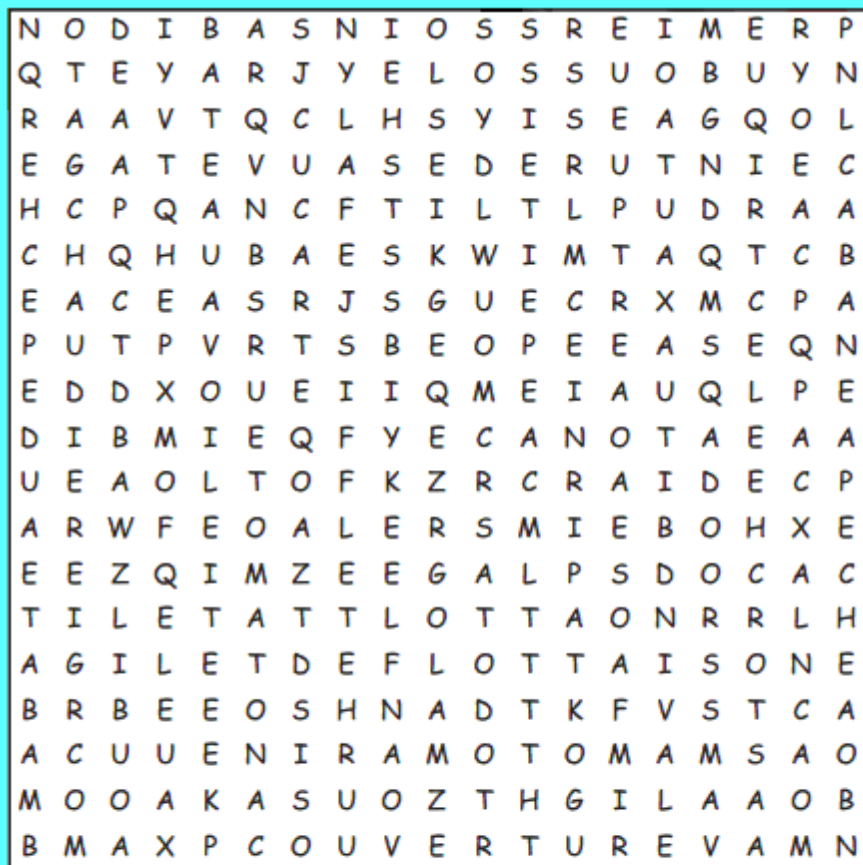 N O D I B A S N I O S S R E I M E R P
Q T E Y A R J Y E L O S S U O B U Y N
R A A V T Q C L H S Y I S E A G Q O L
E G A T E V U A S E D E R U T N I E C
H C P Q A N C F T I L T L P U D R A A
C H Q H U B A E S K W I M T A Q T C B
E A C E A S R J S G U E C R X M C P A
P U T P V R T S B E O P E E A S E Q N
E D D X O U E I I Q M E I A U Q L P E
D I B M I E Q F Y E C A N O T A E A A
U E A O L T O F K Z R C R A I D E C P
A R W F E O A L E R S M I E B O H X E
E E Z Q I M Z E E G A L P S D O C A C
T I L E T A T T L O T T A O N R R L H
A G I L E T D E F L O T T A I S O N E
B R B E E O S H N A D T K F V S T C A
A C U U E N I R A M O T O M A M S A O
M O O A K A S U O Z T H G I L A A O B
B M A X P C O U V E R T U R E V A M N